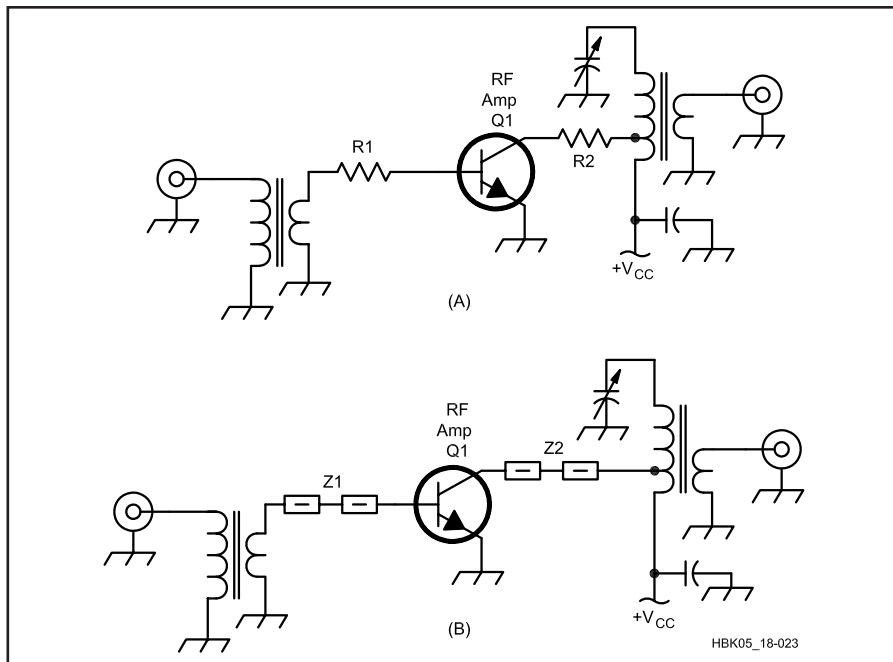 RF
Amp
Q1
R1
R2
+VCC
(A)
RF
Amp
Q1
Z2
Z1
+VCC
(B)
HBK05_18-023